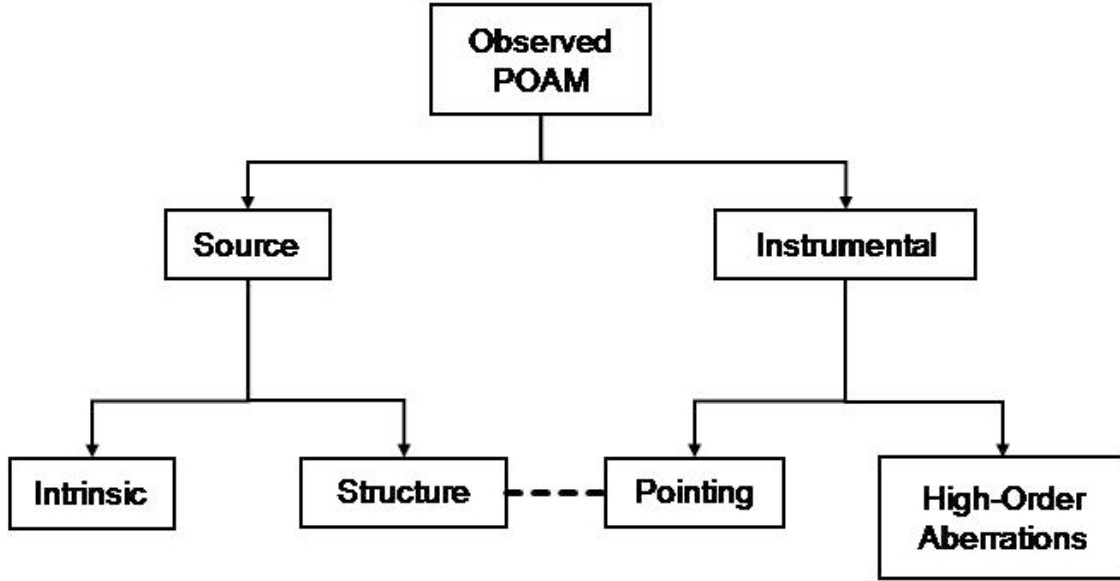 Observed
POAM
Source
Instrumental
Intrinsic
Structure
Pointing
High-Order
Aberrations